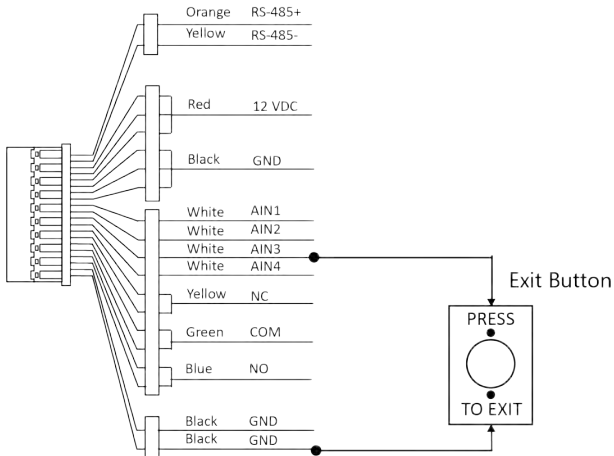 Orange RS-485+
Yellow RS-485-
Red 12 VDC
Black GND
White AIN1
White AIN2
White AIN3
White AIN4
Yellow NC
Green COM
Blue NO
Black GND
Black GND
Exit Button
PRESS
TO EXIT